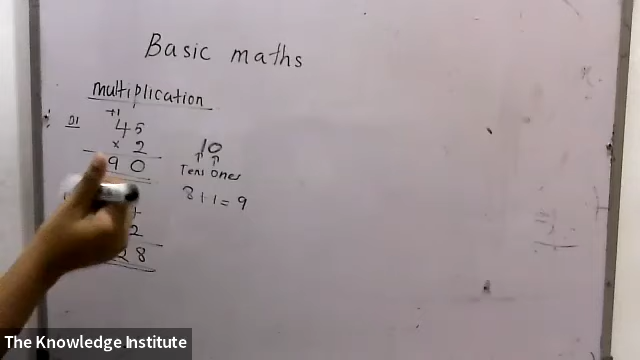 Basic maths
multiplication
+1
01 45
× 2
90
10
Tens Ones
8+1=9
2
28
The Knowledge Institute